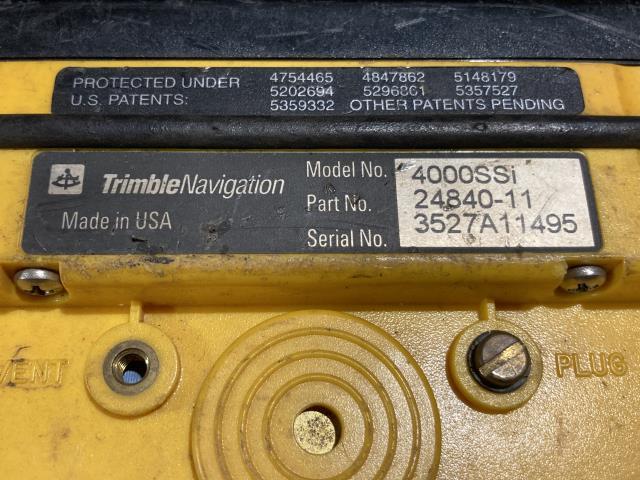 PROTECTED UNDER 4754465 4847862 5148179
U.S. PATENTS: 5202694 5296861 5357527
5359332 OTHER PATENTS PENDING
TrimbleNavigation
Made in USA
Model No. 4000SSi
Part No. 24840-11
Serial No. 3527A11495
VENT
PLUG